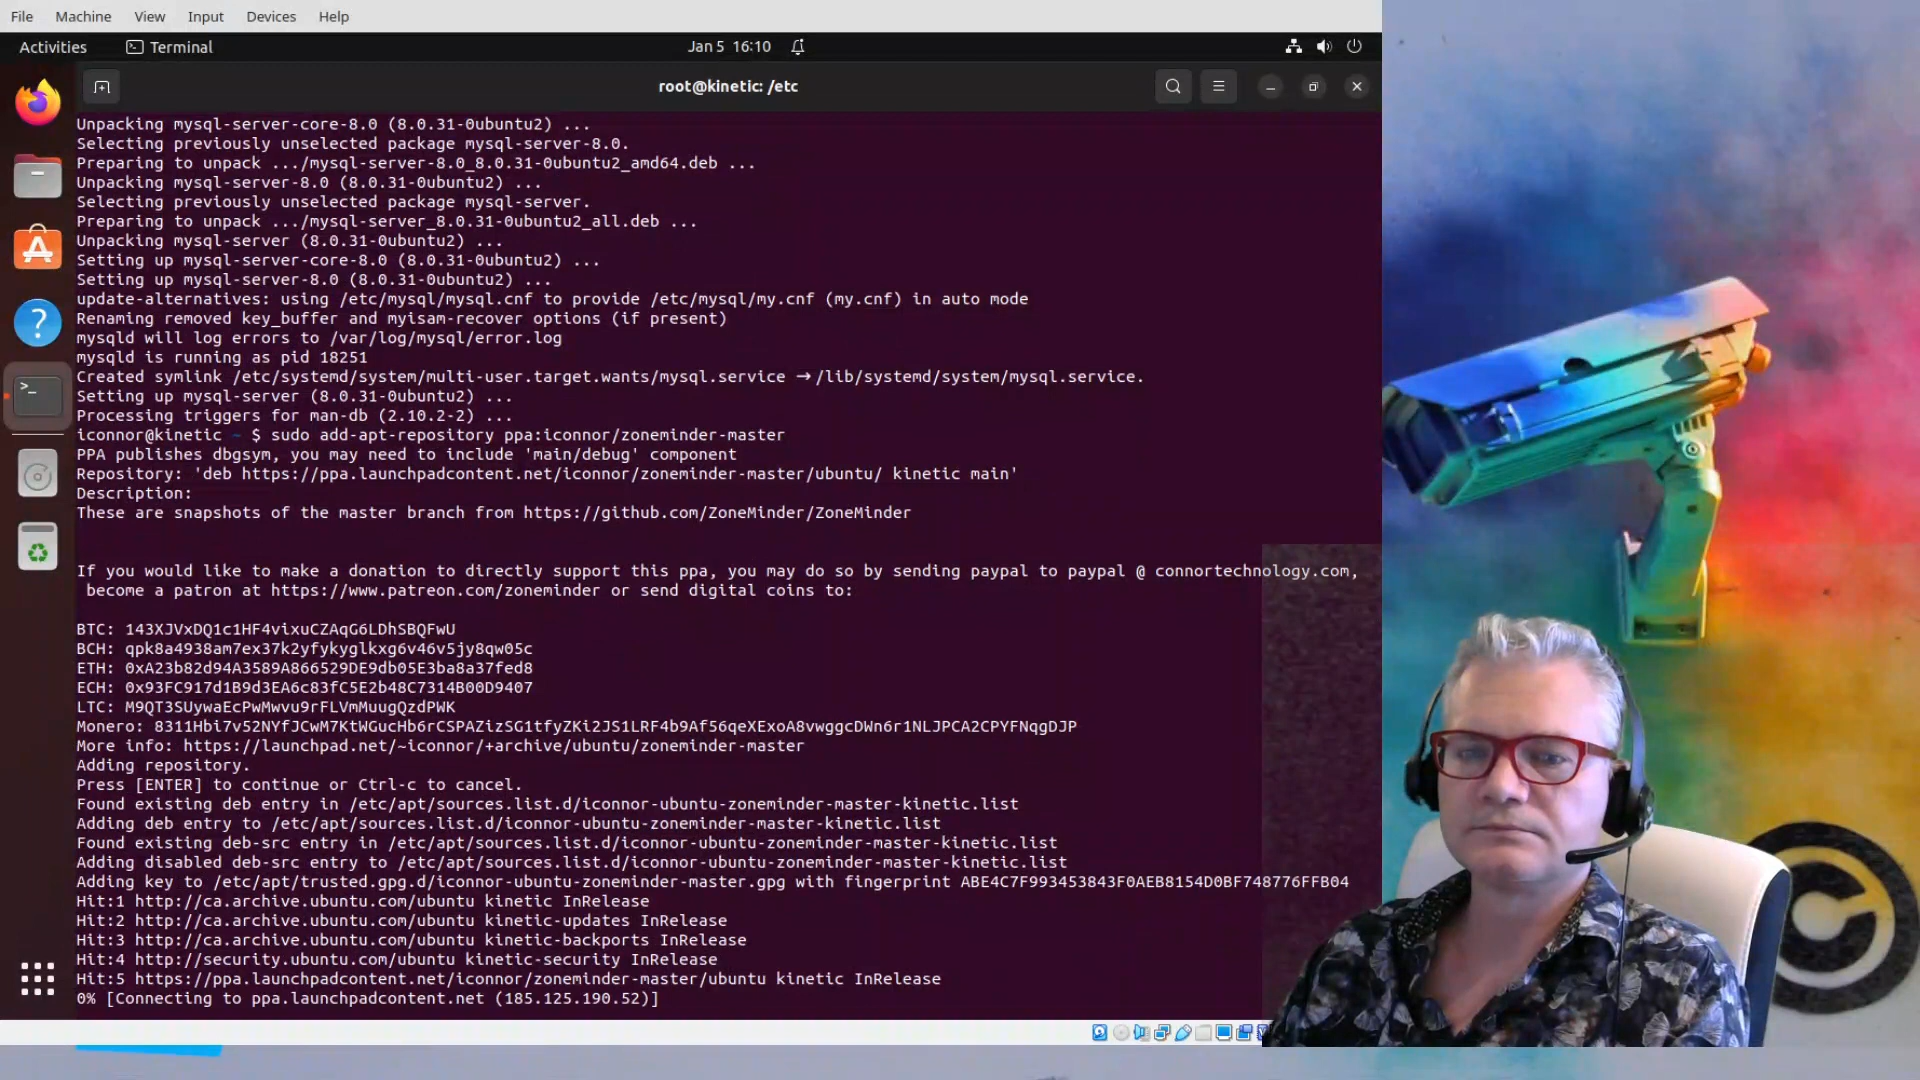 File Machine View Input Devices Help
Activities Terminal Jan 5 16:10
root@kinetic: /etc
Unpacking mysql-server-core-8.0 (8.0.31-0ubuntu2) ...
Selecting previously unselected package mysql-server-8.0.
Preparing to unpack .../mysql-server-8.0_8.0.31-0ubuntu2_amd64.deb ...
Unpacking mysql-server-8.0 (8.0.31-0ubuntu2) ...
Selecting previously unselected package mysql-server.
Preparing to unpack .../mysql-server_8.0.31-0ubuntu2_all.deb ...
Unpacking mysql-server (8.0.31-0ubuntu2) ...
Setting up mysql-server-core-8.0 (8.0.31-0ubuntu2) ...
Setting up mysql-server-8.0 (8.0.31-0ubuntu2) ...
update-alternatives: using /etc/mysql/mysql.cnf to provide /etc/mysql/my.cnf (my.cnf) in auto mode
Renaming removed key_buffer and myisam-recover options (if present)
mysqld will log errors to /var/log/mysql/error.log
mysqld is running as pid 18251
Created symlink /etc/systemd/system/multi-user.target.wants/mysql.service → /lib/systemd/system/mysql.service.
Setting up mysql-server (8.0.31-0ubuntu2) ...
Processing triggers for man-db (2.10.2-2) ...
iconnor@kinetic ~ $ sudo add-apt-repository ppa:iconnor/zoneminder-master
PPA publishes dbgsym, you may need to include 'main/debug' component
Repository: 'deb https://ppa.launchpadcontent.net/iconnor/zoneminder-master/ubuntu/ kinetic main'
Description:
These are snapshots of the master branch from https://github.com/ZoneMinder/ZoneMinder
If you would like to make a donation to directly support this ppa, you may do so by sending paypal to paypal @ connortechnology.com,
become a patron at https://www.patreon.com/zoneminder or send digital coins to:
BTC: 143XJVxDQ1c1HF4vixuCZAqG6LDhSBQFwU
BCH: qpk8a4938am7ex37k2yfykyglkxg6v46v5jy8qw05c
ETH: 0xA23b82d94A3589A866529DE9db05E3ba8a37fed8
ECH: 0x93FC917d1B9d3EA6c83fC5E2b48C7314B00D9407
LTC: M9QT3SUywaEcPwMwvu9rFLVmMuugQzdPWK
Monero: 8311Hbi7v52NYfJCwM7KtWGucHb6rCSPAZizSG1tfyZKi2JS1LRF4b9Af56qeXExoA8vwggcDWn6r1NLJPCA2CPYFNqgDJP
More info: https://launchpad.net/~iconnor/+archive/ubuntu/zoneminder-master
Adding repository.
Press [ENTER] to continue or Ctrl-c to cancel.
Found existing deb entry in /etc/apt/sources.list.d/iconnor-ubuntu-zoneminder-master-kinetic.list
Adding deb entry to /etc/apt/sources.list.d/iconnor-ubuntu-zoneminder-master-kinetic.list
Found existing deb-src entry in /etc/apt/sources.list.d/iconnor-ubuntu-zoneminder-master-kinetic.list
Adding disabled deb-src entry to /etc/apt/sources.list.d/iconnor-ubuntu-zoneminder-master-kinetic.list
Adding key to /etc/apt/trusted.gpg.d/iconnor-ubuntu-zoneminder-master.gpg with fingerprint ABE4C7F993453843F0AEB8154D0BF748776FFB04
Hit:1 http://ca.archive.ubuntu.com/ubuntu kinetic InRelease
Hit:2 http://ca.archive.ubuntu.com/ubuntu kinetic-updates InRelease
Hit:3 http://ca.archive.ubuntu.com/ubuntu kinetic-backports InRelease
Hit:4 http://security.ubuntu.com/ubuntu kinetic-security InRelease
Hit:5 https://ppa.launchpadcontent.net/iconnor/zoneminder-master/ubuntu kinetic InRelease
0% [Connecting to ppa.launchpadcontent.net (185.125.190.52)]